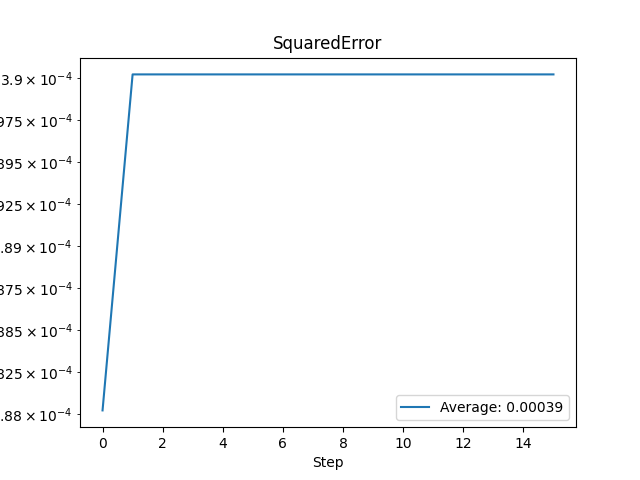 SquaredError
3.9 × 10⁻⁴
975 × 10⁻⁴
895 × 10⁻⁴
925 × 10⁻⁴
.89 × 10⁻⁴
875 × 10⁻⁴
885 × 10⁻⁴
825 × 10⁻⁴
.88 × 10⁻⁴
Average: 0.00039
0 2 4 6 8 10 12 14
Step